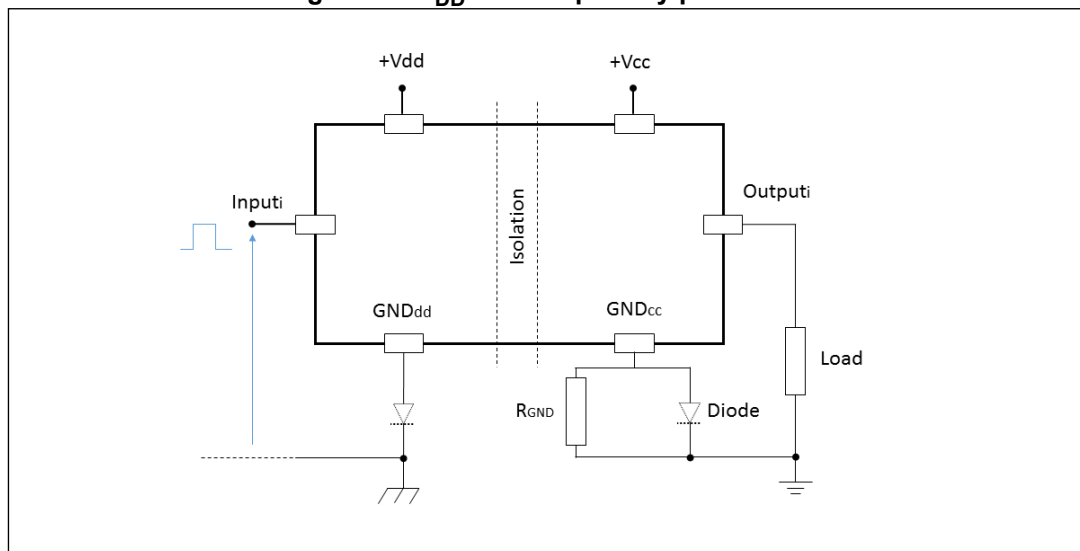 +Vdd
+Vcc
Inputi
Outputi
Isolation
GNDdd
GNDcc
Load
RGND
Diode